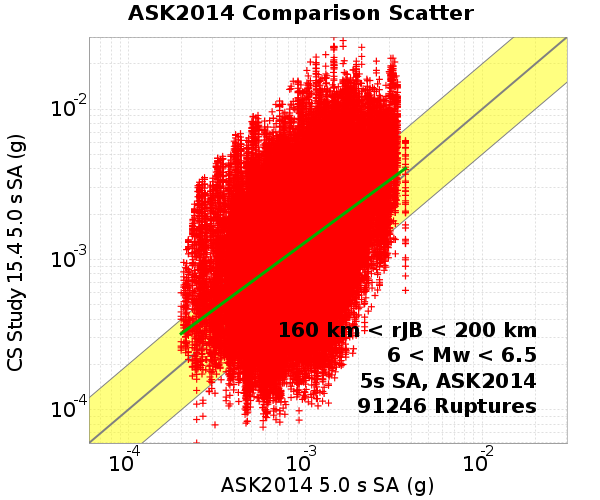 ASK2014 Comparison Scatter
CS Study 15.4 5.0 s SA (g)
10-2
10-3
10-4
160 km < rJB < 200 km
6 < Mw < 6.5
5s SA, ASK2014
91246 Ruptures
10-4
10-3
10-2
ASK2014 5.0 s SA (g)